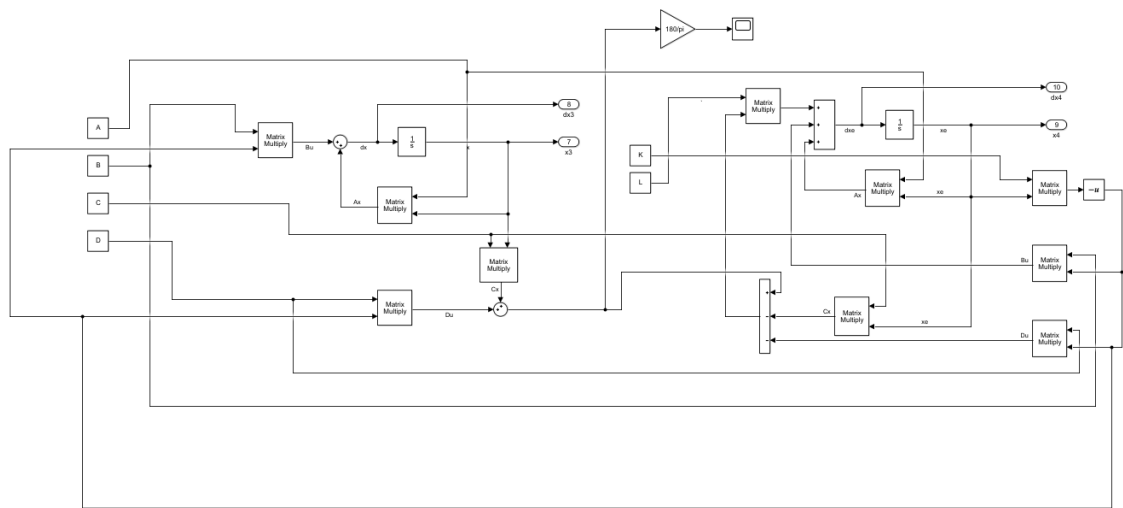 180/pi
10
dx4
Matrix
Multiply
+
+
+
dxe
1
s
xe
9
x4
A
8
dx3
Matrix
Multiply
Bu
dx
1
s
x
7
x3
B
K
L
Matrix
Multiply
Ax
xe
Matrix
Multiply
-u
C
Matrix
Multiply
Ax
D
Matrix
Multiply
Cx
Matrix
Multiply
Bu
Matrix
Multiply
Du
+
−
−
Cx
Matrix
Multiply
xe
Du
Matrix
Multiply